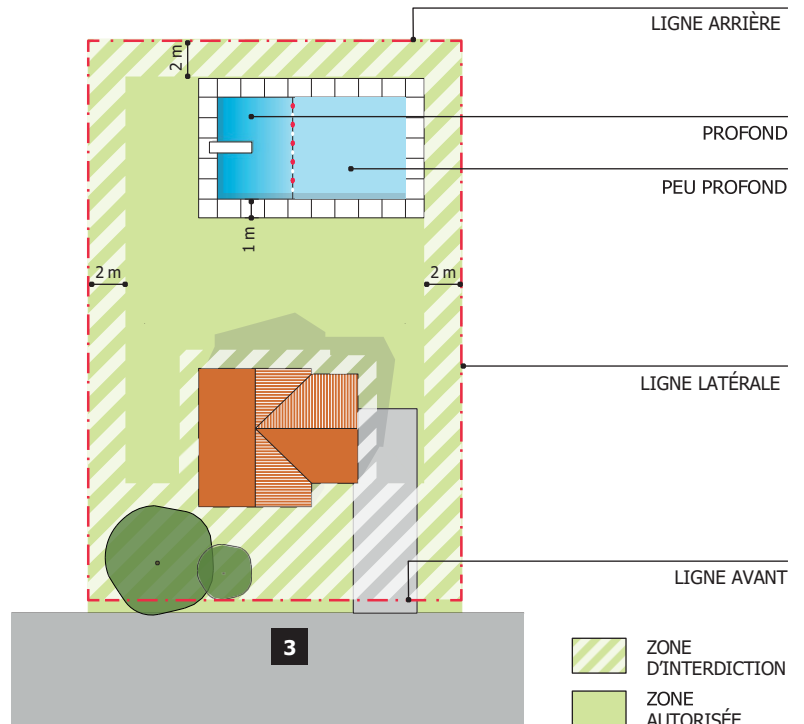 LIGNE ARRIÈRE
2 m
PROFOND
PEU PROFOND
1 m
2 m
2 m
LIGNE LATÉRALE
LIGNE AVANT
3
ZONE
D'INTERDICTION
ZONE
AUTORISÉE